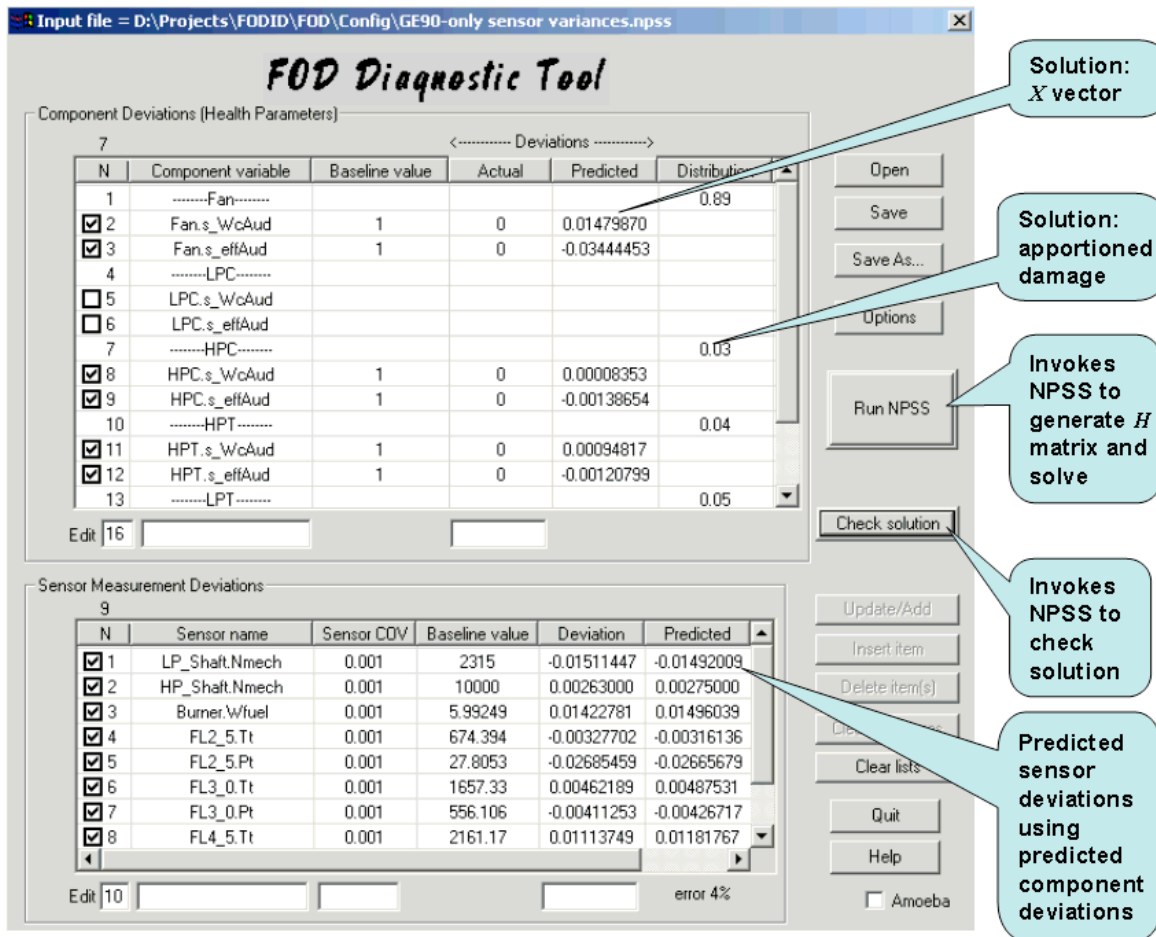 Input file = D:\Projects\FODID\FOD\Config\GE90-only sensor variances.npss
FOD Diagnostic Tool
Component Deviations (Health Parameters)
7 <----------- Deviations ----------->
N Component variable Baseline value Actual Predicted Distribution
1 --------Fan-------- 0.89
2 Fan.s_WcAud 1 0 0.01479870
3 Fan.s_effAud 1 0 -0.03444453
4 --------LPC--------
5 LPC.s_WcAud
6 LPC.s_effAud
7 --------HPC-------- 0.03
8 HPC.s_WcAud 1 0 0.00008353
9 HPC.s_effAud 1 0 -0.00138654
10 --------HPT-------- 0.04
11 HPT.s_WcAud 1 0 0.00094817
12 HPT.s_effAud 1 0 -0.00120799
13 --------LPT-------- 0.05
Edit 16
Open
Save
Save As...
Options
Run NPSS
Check solution
Sensor Measurement Deviations
9
N Sensor name Sensor COV Baseline value Deviation Predicted
1 LP_Shaft.Nmech 0.001 2315 -0.01511447 -0.01492009
2 HP_Shaft.Nmech 0.001 10000 0.00263000 0.00275000
3 Burner.Wfuel 0.001 5.99249 0.01422781 0.01496039
4 FL2_5.Tt 0.001 674.394 -0.00327702 -0.00316136
5 FL2_5.Pt 0.001 27.8053 -0.02685459 -0.02665679
6 FL3_0.Tt 0.001 1657.33 0.00462189 0.00487531
7 FL3_0.Pt 0.001 556.106 -0.00411253 -0.00426717
8 FL4_5.Tt 0.001 2161.17 0.01113749 0.01181767
Edit 10 error 4%
Update/Add
Insert item
Delete item(s)
Clear lists
Quit
Help
Amoeba
Solution:
X vector
Solution:
apportioned
damage
Invokes
NPSS to
generate H
matrix and
solve
Invokes
NPSS to
check
solution
Predicted
sensor
deviations
using
predicted
component
deviations